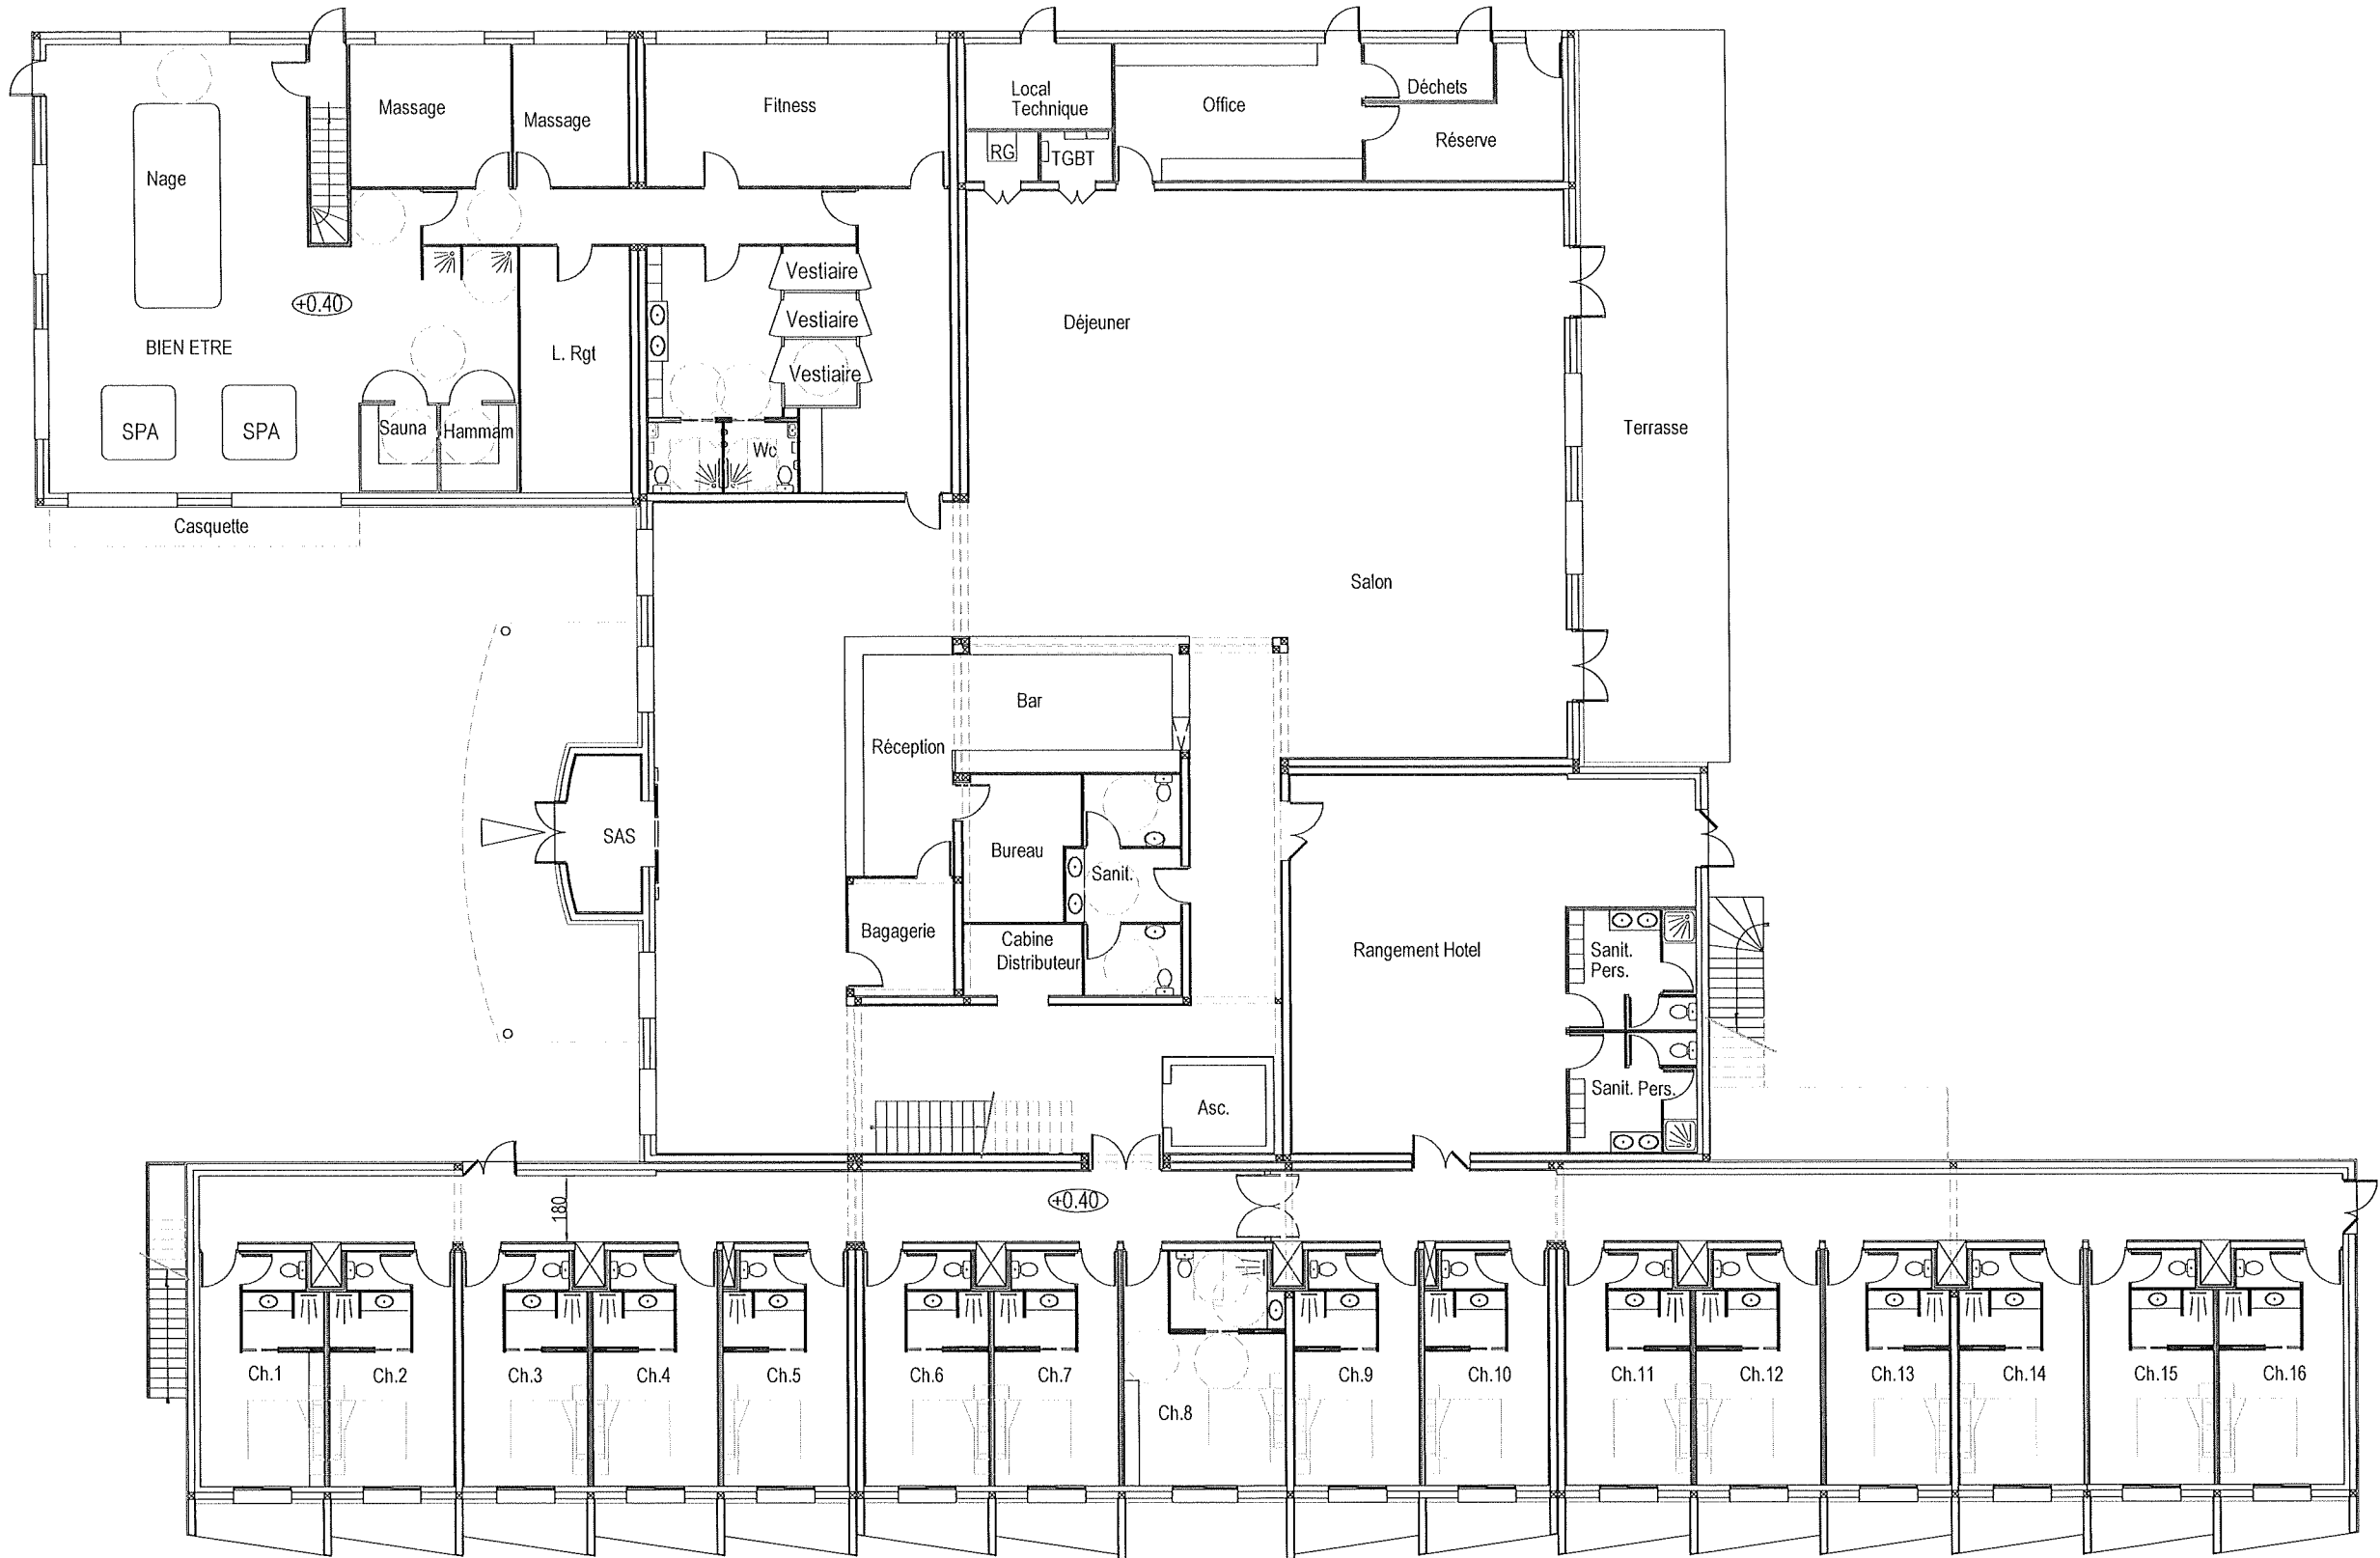 Massage
Massage
Fitness
Local
Technique
Office
Déchets
Réserve
Nage
RG
TGBT
Vestiaire
Vestiaire
Vestiaire
+0.40
Déjeuner
BIEN ETRE
L. Rgt
SPA
SPA
Sauna
Hammam
Wc
Terrasse
Casquette
Salon
Bar
Réception
SAS
Bureau
Sanit.
Bagagerie
Cabine
Distributeur
Rangement Hotel
Sanit.
Pers.
Sanit. Pers.
Asc.
180
+0.40
Ch.1
Ch.2
Ch.3
Ch.4
Ch.5
Ch.6
Ch.7
Ch.8
Ch.9
Ch.10
Ch.11
Ch.12
Ch.13
Ch.14
Ch.15
Ch.16